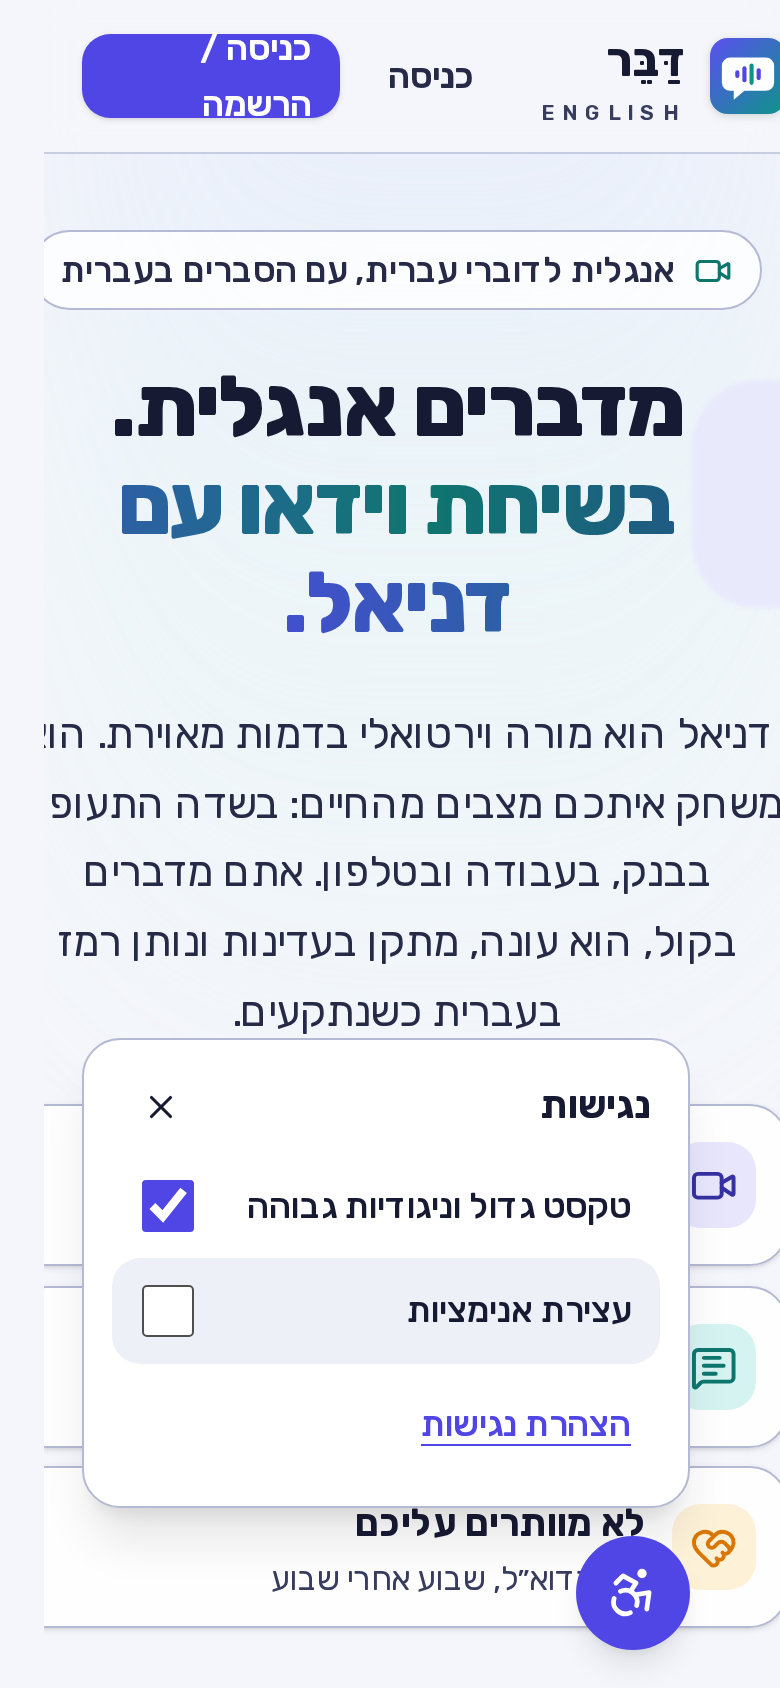 דַּבֵּר
ENGLISH
כניסה
כניסה /
הרשמה
אנגלית לדוברי עברית, עם הסברים בעברית
מדברים אנגלית.
בשיחת וידאו עם
דניאל.
דניאל הוא מורה וירטואלי בדמות מאוירת. הוא
משחק איתכם מצבים מהחיים: בשדה
בבנק, בעבודה ובטלפון. אתם מדברים
בקול, הוא עונה, מתקן בעדינות ונותן רמז
בעברית כשנתקעים.
נגישות
טקסט גדול וניגודיות גבוהה
עצירת אנימציות
הצהרת נגישות
לא מוותרים עליכם
שבוע אחרי שבוע